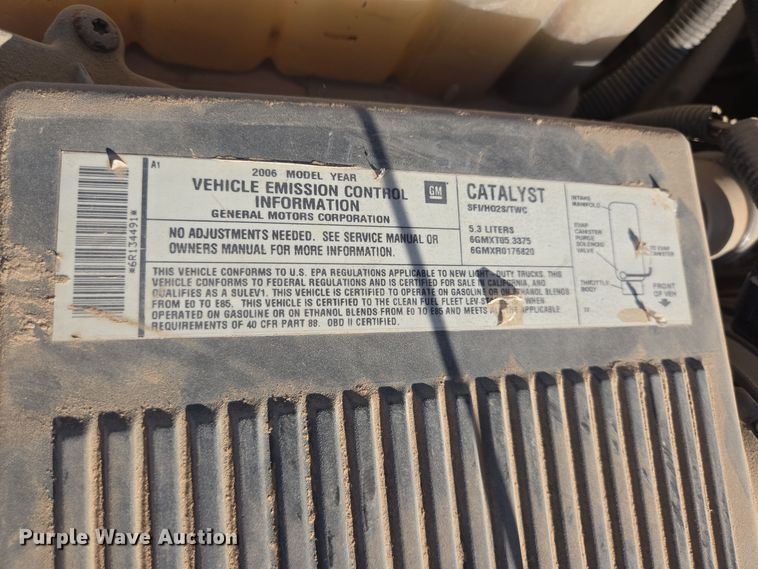 A1
2006 MODEL YEAR
VEHICLE EMISSION CONTROL
INFORMATION
GENERAL MOTORS CORPORATION
GM
CATALYST
SFI/HO2S/TWC
NO ADJUSTMENTS NEEDED. SEE SERVICE MANUAL OR
OWNERS MANUAL FOR MORE INFORMATION.
5.3 LITERS
6GMXT05.3375
6GMXR0176820
THIS VEHICLE CONFORMS TO U.S. EPA REGULATIONS APPLICABLE TO NEW LIGHT-DUTY TRUCKS. THIS
VEHICLE CONFORMS TO REGULATIONS AND IS CERTIFIED FOR SALE IN CALIFORNIA, AND
QUALIFIES AS A SULEV1. THIS VEHICLE IS CERTIFIED TO OPERATE ON GASOLINE OR ON ETHANOL BLENDS
FROM E0 TO E85. THIS VEHICLE IS CERTIFIED TO THE CLEAN FUEL FLEET LEV WHEN
OPERATED ON GASOLINE OR ON ETHANOL BLENDS FROM E0 TO E85 AND MEETS ALL APPLICABLE
REQUIREMENTS OF 40 CFR PART 88. OBD II CERTIFIED.
*6R134491*
INTAKE
MANIFOLD
EVAP
CANISTER
PURGE
SOLENOID
VALVE
TO EVAP
CANISTER
THROTTLE
BODY
FRONT
OF VEH
Purple Wave Auction